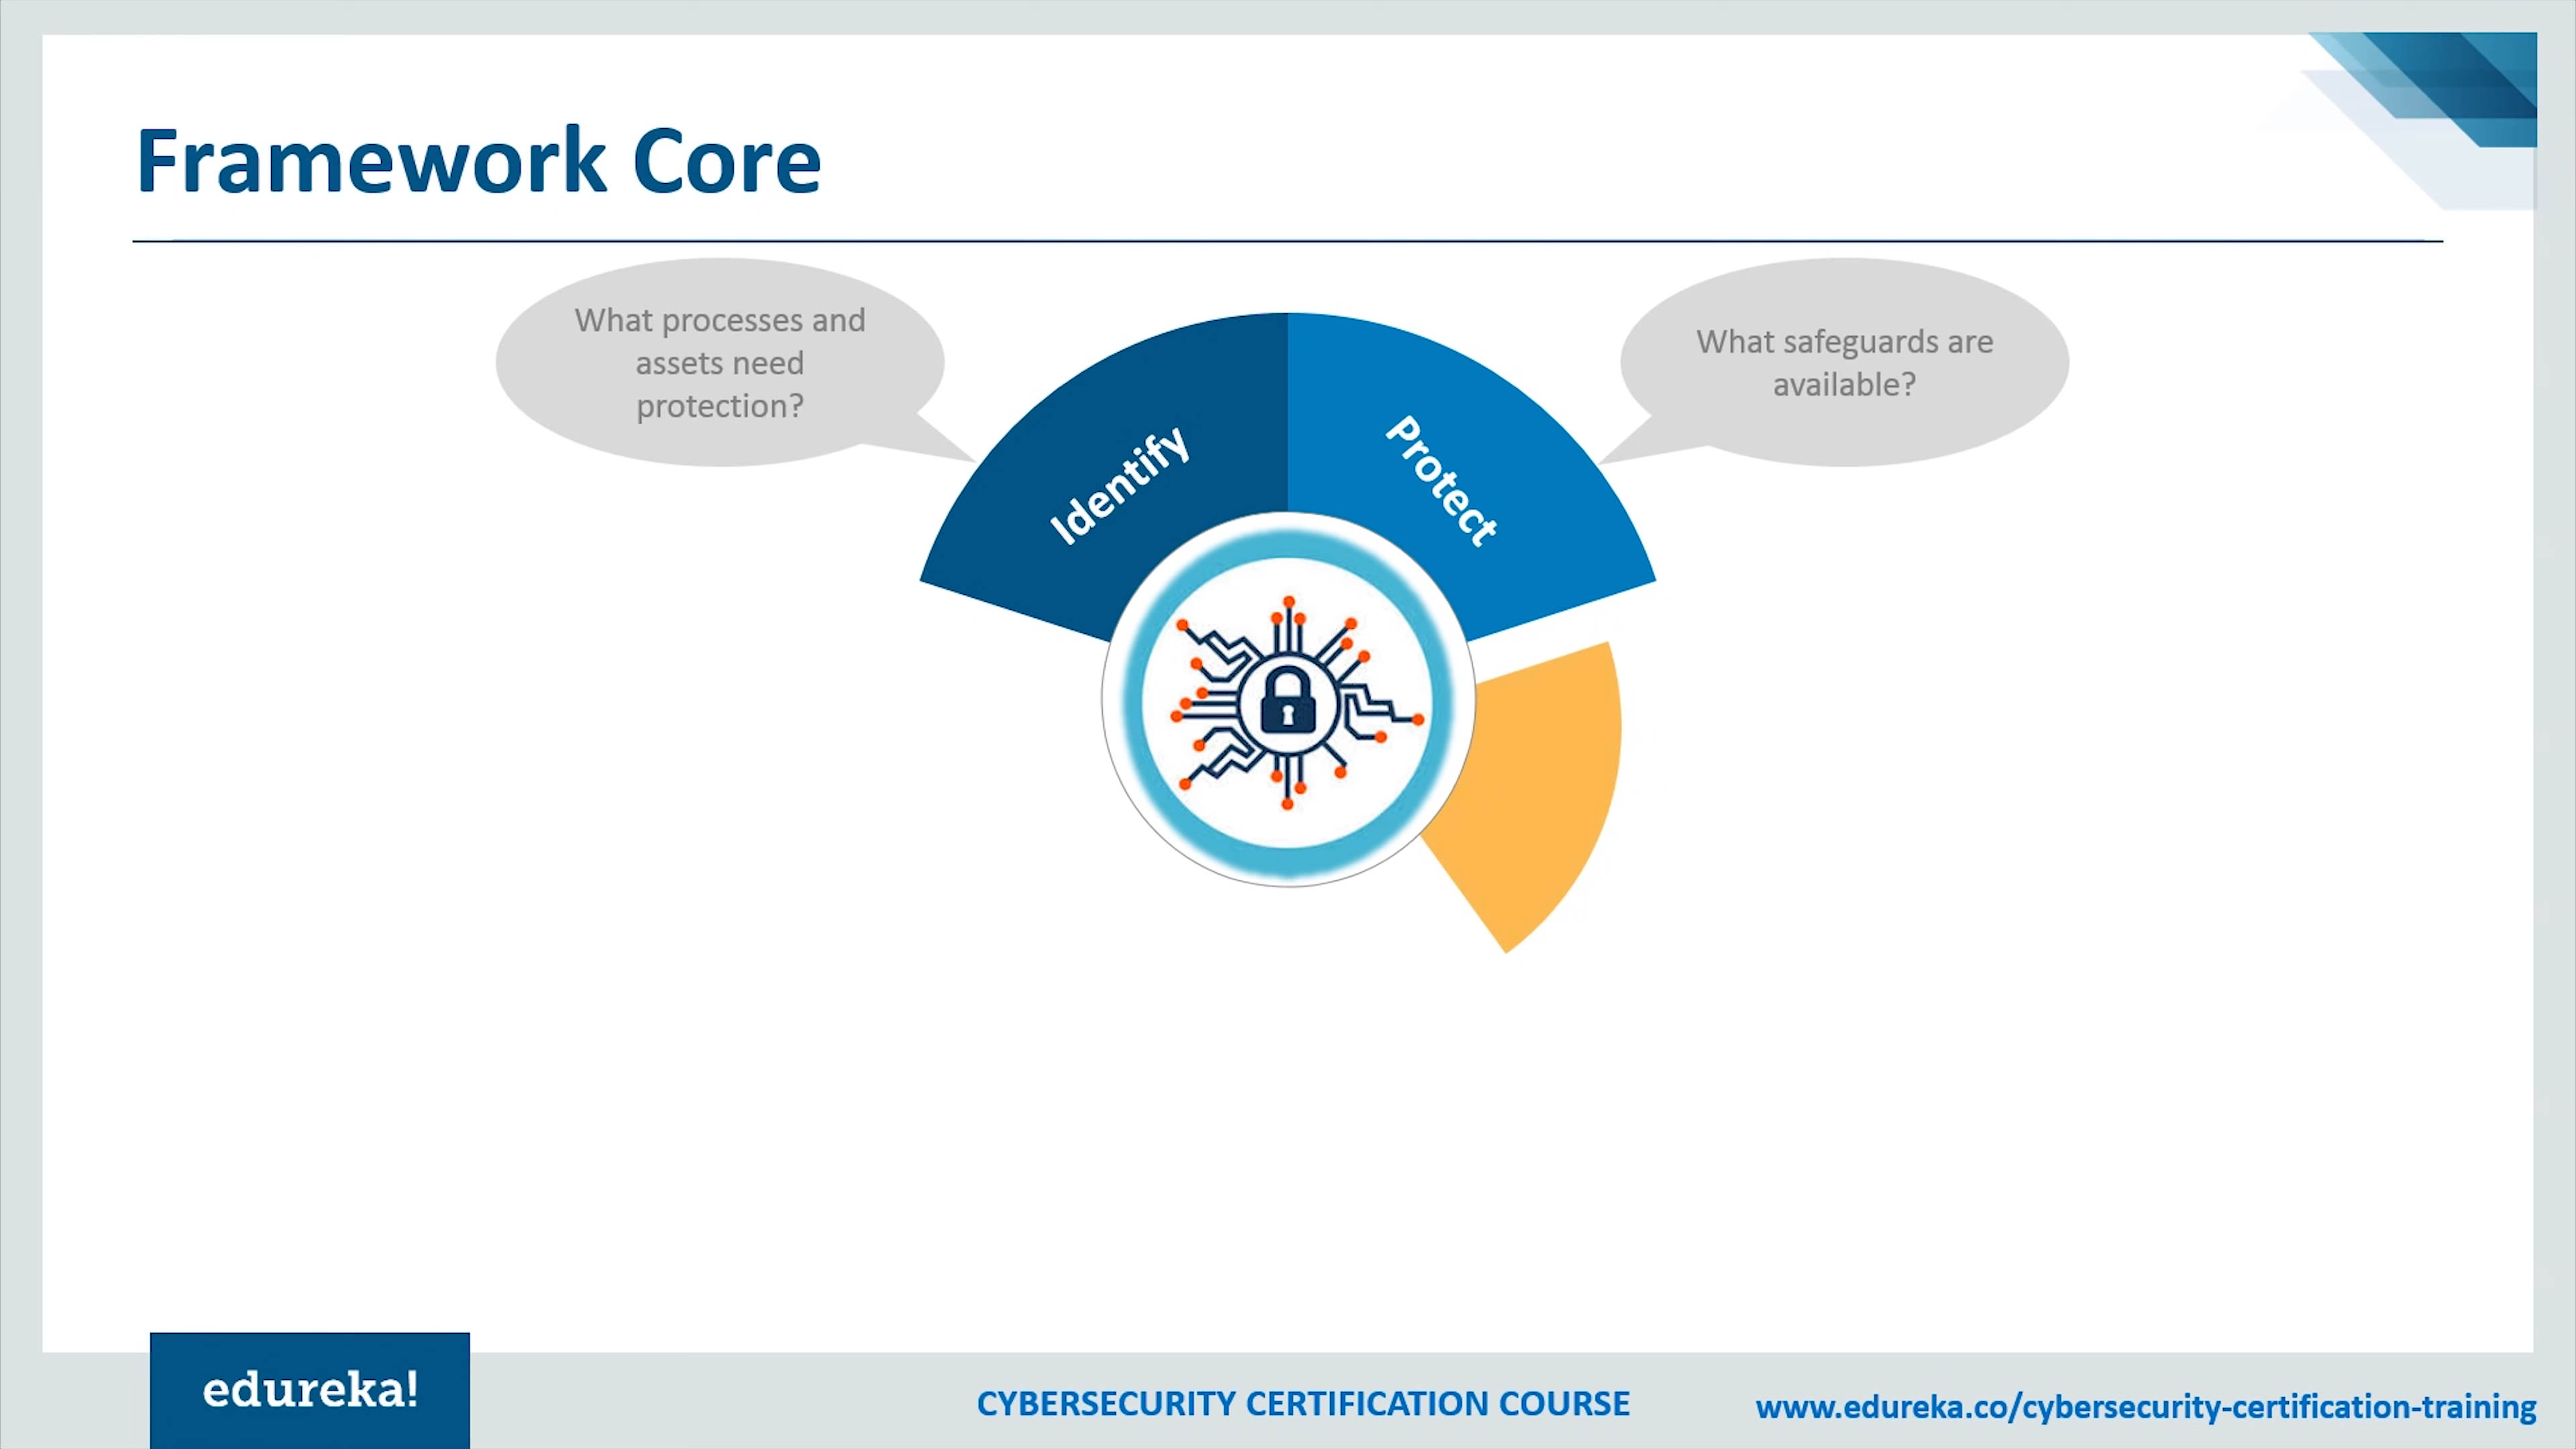 Framework Core
What processes and
assets need
protection?
What safeguards are
available?
Identify
Protect
edureka!
CYBERSECURITY CERTIFICATION COURSE
www.edureka.co/cybersecurity-certification-training